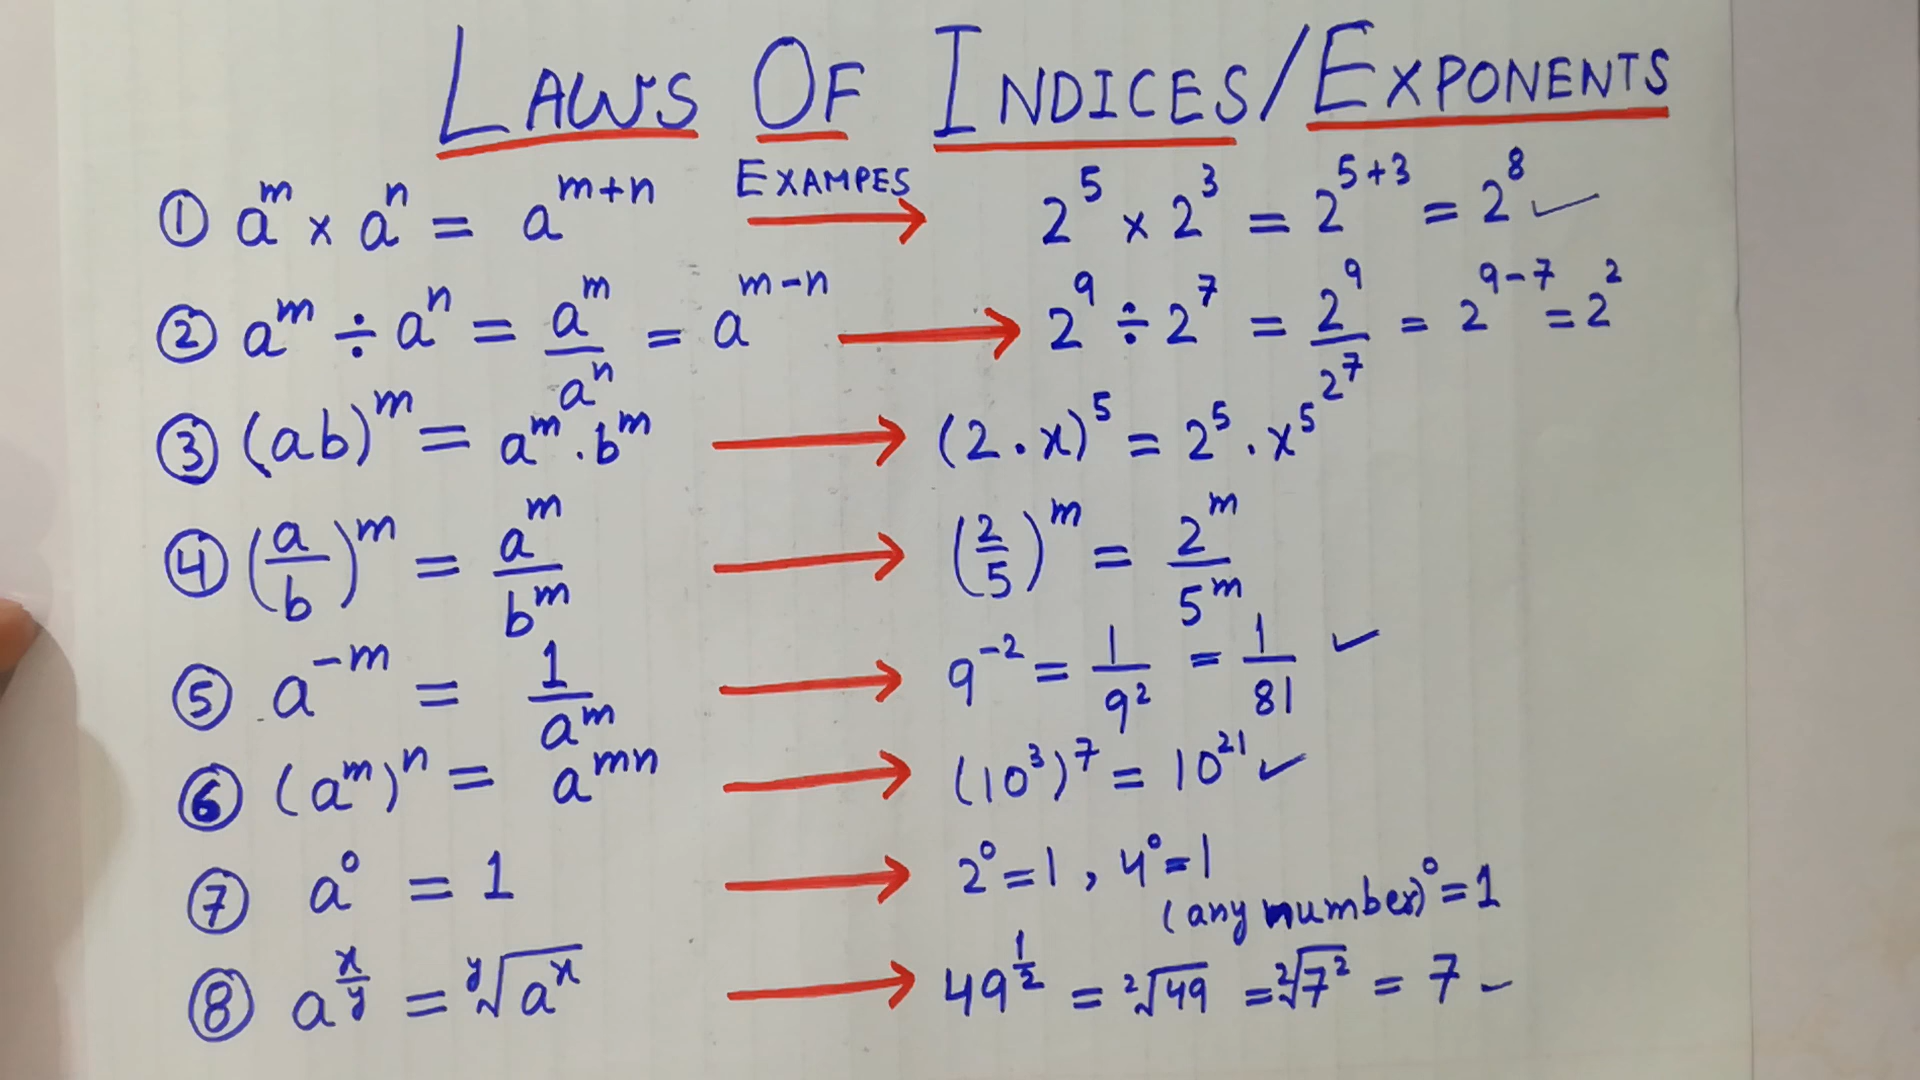 LAWS OF INDICES/EXPONENTS
① a^m × a^n = a^(m+n) EXAMPES → 2^5 × 2^3 = 2^(5+3) = 2^8 ✓
② a^m ÷ a^n = a^m/a^n = a^(m-n) → 2^9 ÷ 2^7 = 2^9/2^7 = 2^(9-7) = 2^2
③ (ab)^m = a^m . b^m → (2 . x)^5 = 2^5 . x^5
④ (a/b)^m = a^m/b^m → (2/5)^m = 2^m/5^m
⑤ a^(-m) = 1/a^m → 9^(-2) = 1/9^2 = 1/81 ✓
⑥ (a^m)^n = a^(mn) → (10^3)^7 = 10^21 ✓
⑦ a^0 = 1 → 2^0 = 1, 4^0 = 1
(any number)^0 = 1
⑧ a^(x/y) = ^y√(a^x) → 49^(1/2) = ^2√49 = ^2√(7^2) = 7